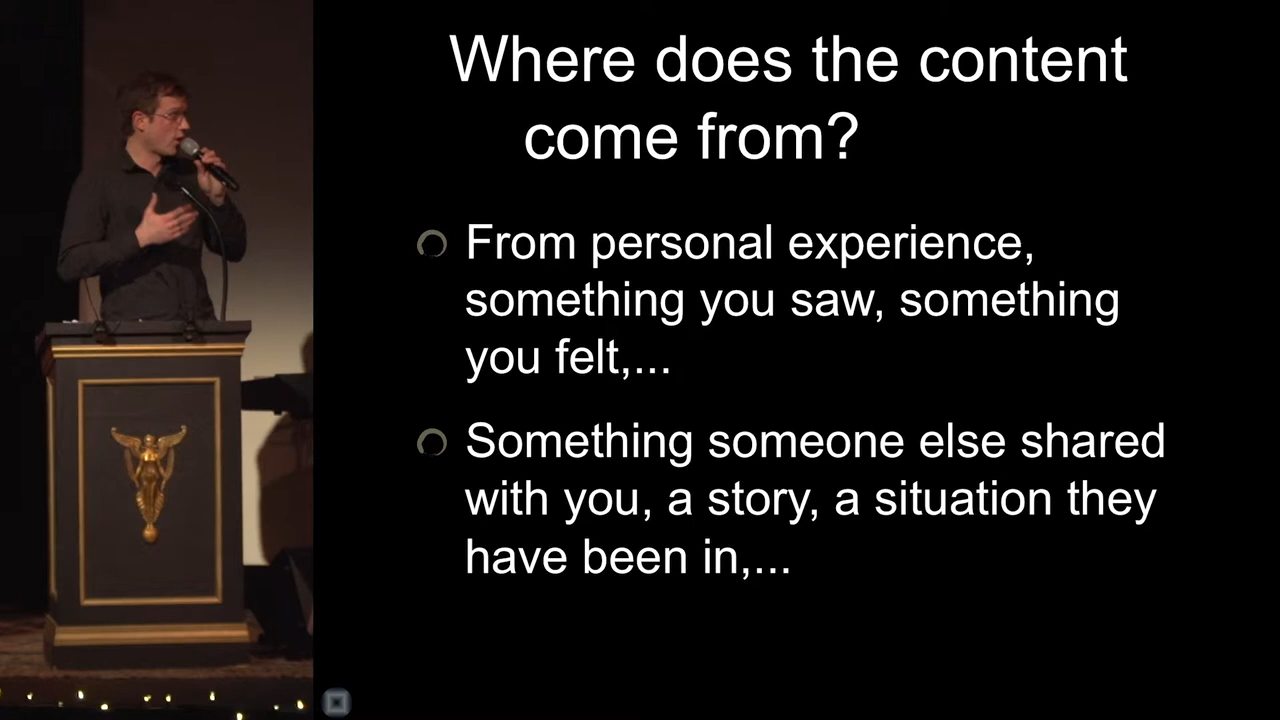 Where does the content
come from?
From personal experience,
something you saw, something
you felt,...
Something someone else shared
with you, a story, a situation they
have been in,...